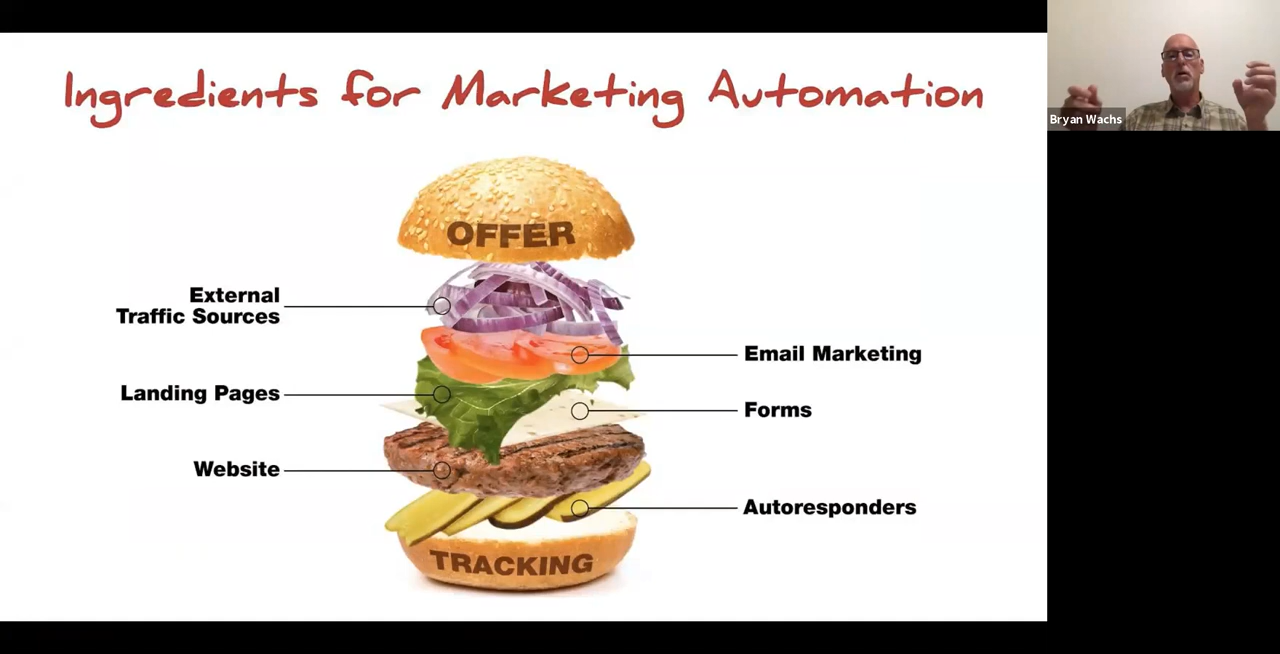 Ingredients for Marketing Automation
Bryan Wachs
OFFER
External
Traffic Sources
Email Marketing
Landing Pages
Forms
Website
Autoresponders
TRACKING